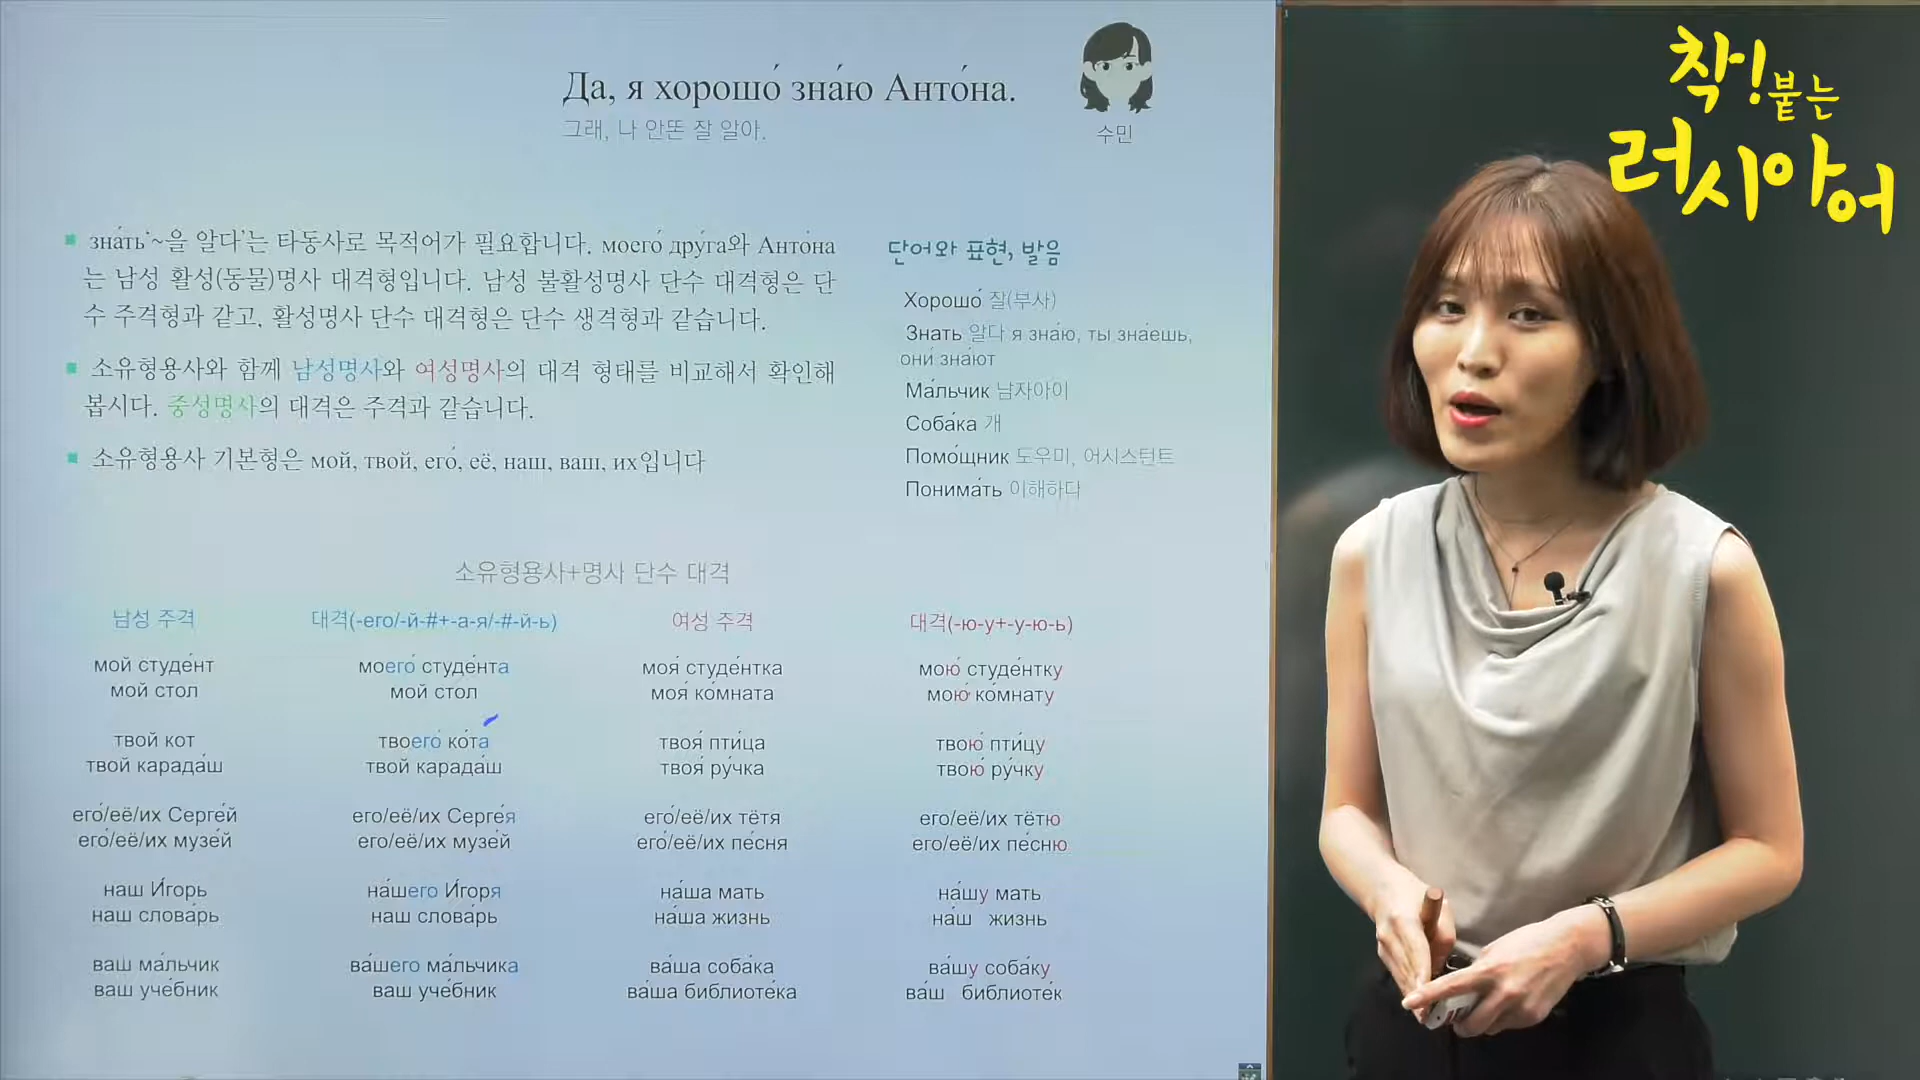 Да, я хорошо́ зна́ю Анто́на.
그래, 나 안똔 잘 알아.
수민
착! 붙는
러시아어
зна́ть‘~을 알다’는 타동사로 목적어가 필요합니다. моего́ дру́га와 Анто́на
는 남성 활성(동물)명사 대격형입니다. 남성 불활성명사 단수 대격형은 단
수 주격형과 같고, 활성명사 단수 대격형은 단수 생격형과 같습니다.
소유형용사와 함께 남성명사와 여성명사의 대격 형태를 비교해서 확인해
봅시다. 중성명사의 대격은 주격과 같습니다.
소유형용사 기본형은 мой, твой, его́, её, наш, ваш, их입니다
단어와 표현, 발음
Хорошо́ 잘(부사)
Знать 알다 я зна́ю, ты зна́ешь,
они́ зна́ют
Ма́льчик 남자아이
Соба́ка 개
Помо́щник 도우미, 어시스턴트
Понима́ть 이해하다
소유형용사+명사 단수 대격
남성 주격 대격(-его/-й-#+-а-я/-#-й-ь) 여성 주격 대격(-ю-у+-у-ю-ь)
мой студе́нт моего́ студе́нта моя́ студе́нтка мою́ студе́нтку
мой стол мой стол моя́ ко́мната мою́ ко́мнату
твой кот твоего́ ко́та твоя́ пти́ца твою́ пти́цу
твой карада́ш твой карада́ш твоя́ ру́чка твою́ ру́чку
его́/её/их Серге́й его/её/их Серге́я его́/её/их тётя его/её/их тётю
его́/её/их музе́й его/её/их музе́й его́/её/их пе́сня его/её/их пе́сню
наш И́горь на́шего И́горя на́ша мать на́шу мать
наш слова́рь наш слова́рь на́ша жизнь на́ш жизнь
ваш ма́льчик ва́шего ма́льчика ва́ша соба́ка ва́шу соба́ку
ваш уче́бник ваш уче́бник ва́ша библиоте́ка ва́ш библиоте́к